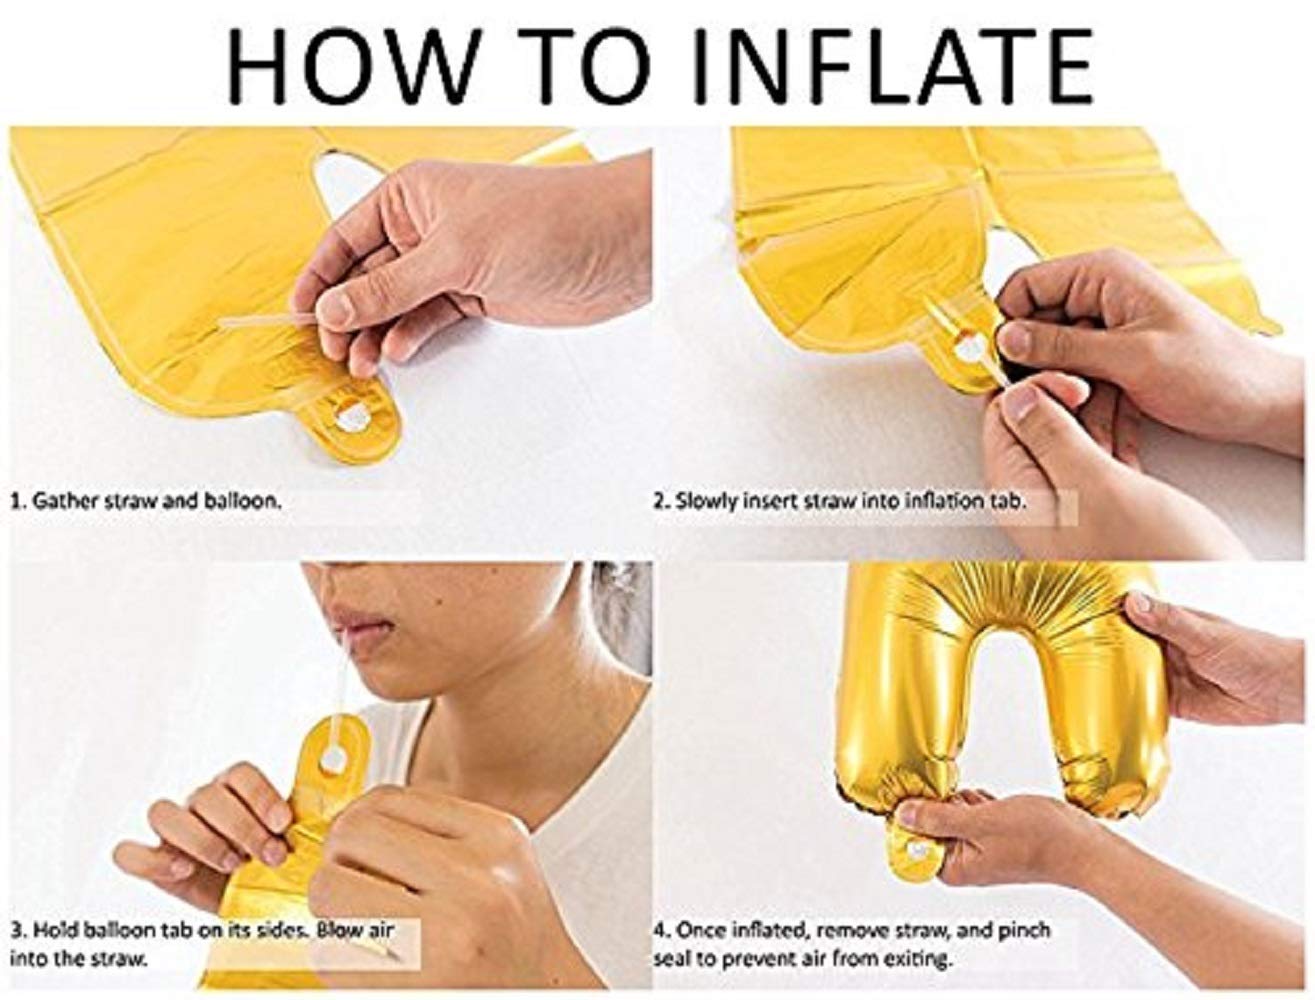 HOW TO INFLATE
1. Gather straw and balloon.
2. Slowly insert straw into inflation tab.
3. Hold balloon tab on its sides. Blow air
into the straw.
4. Once inflated, remove straw, and pinch
seal to prevent air from exiting.